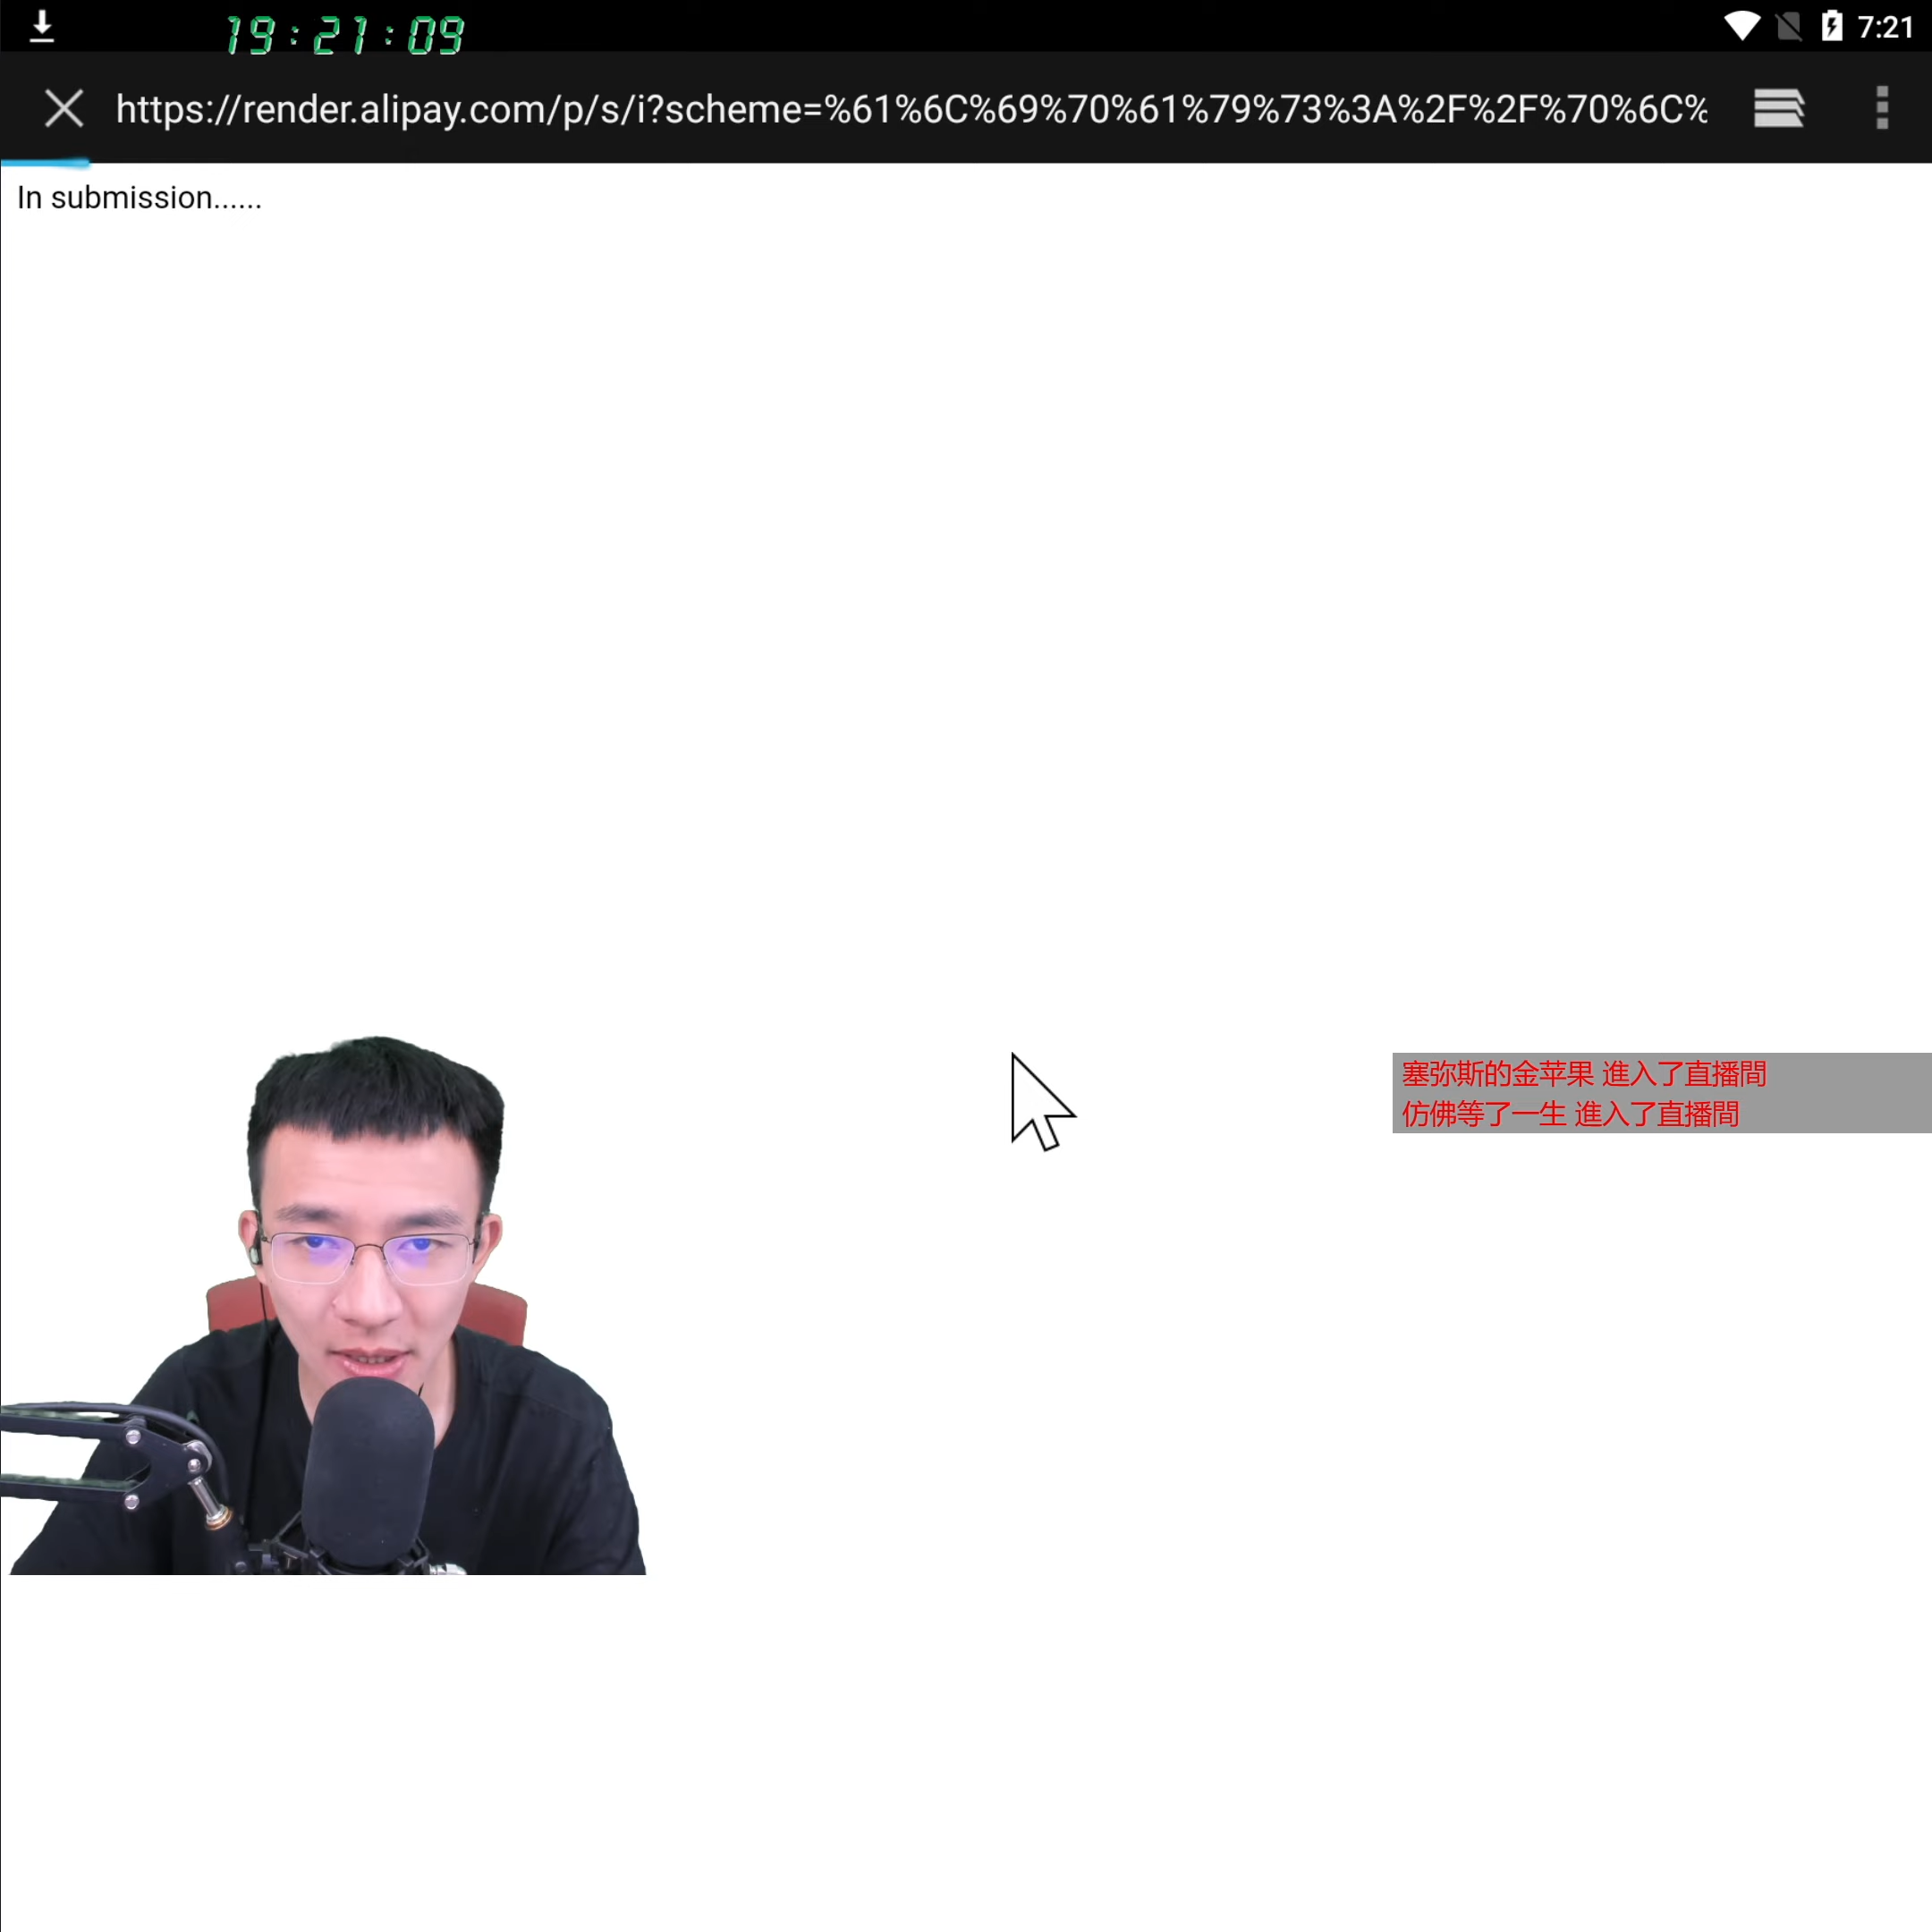 19:21:09
7:21
https://render.alipay.com/p/s/i?scheme=%61%6C%69%70%61%79%73%3A%2F%2F%70%6C%
In submission......
塞弥斯的金苹果 進入了直播間
仿佛等了一生 進入了直播間